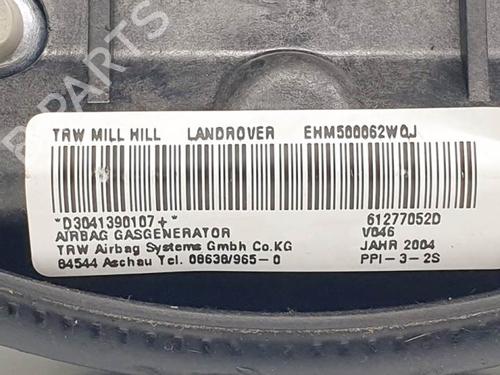 TRW MILL HILL LANDROVER EHM500062WQJ
*D3041390107+* 61277052D
AIRBAG GASGENERATOR V046
TRW Airbag Systems Gmbh Co.KG JAHR 2004
84544 Aschau Tel. 08638/965-0 PPI-3-2S
B-PARTS